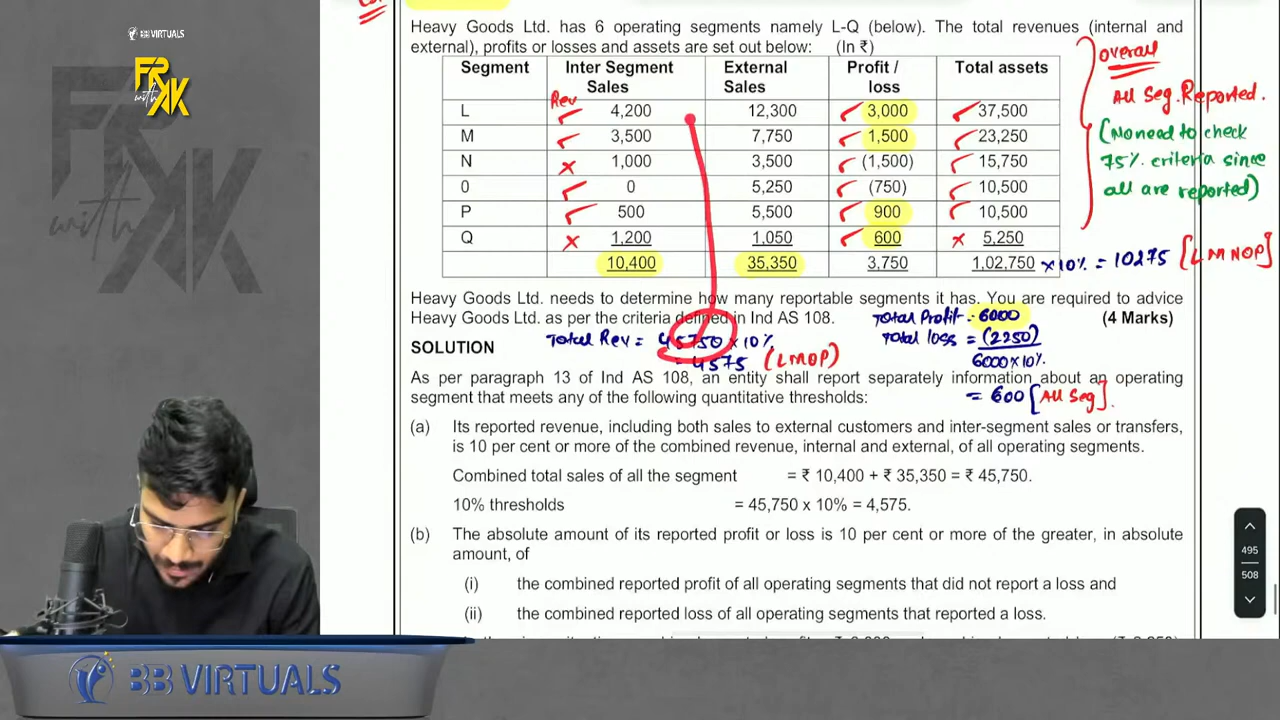 BB VIRTUALS
FR
with
AK
FR
with AK
Heavy Goods Ltd. has 6 operating segments namely L-Q (below). The total revenues (internal and
external), profits or losses and assets are set out below: (In ₹)
Segment Inter Segment Sales External Sales Profit / loss Total assets
Rev
L ✓ 4,200 12,300 ✓ 3,000 ✓ 37,500
M ✓ 3,500 7,750 ✓ 1,500 ✓ 23,250
N × 1,000 3,500 ✓ (1,500) ✓ 15,750
0 ✓ 0 5,250 ✓ (750) ✓ 10,500
P ✓ 500 5,500 ✓ 900 ✓ 10,500
Q × 1,200 1,050 ✓ 600 × 5,250
10,400 35,350 3,750 1,02,750 ×10% = 10275 [LMNOP]
overall
All Seg. Reported.
(No need to check
75% criteria since
all are reported)
Heavy Goods Ltd. needs to determine how many reportable segments it has. You are required to advice
Heavy Goods Ltd. as per the criteria defined in Ind AS 108. (4 Marks)
Total Rev = 45750 × 10%
= 4575 (LMOP)
Total Profit = 6000
Total loss = (2250)
6000×10%
= 600 [All Seg].
SOLUTION
As per paragraph 13 of Ind AS 108, an entity shall report separately information about an operating
segment that meets any of the following quantitative thresholds:
(a) Its reported revenue, including both sales to external customers and inter-segment sales or transfers,
is 10 per cent or more of the combined revenue, internal and external, of all operating segments.
Combined total sales of all the segment = ₹ 10,400 + ₹ 35,350 = ₹ 45,750.
10% thresholds = 45,750 x 10% = 4,575.
(b) The absolute amount of its reported profit or loss is 10 per cent or more of the greater, in absolute
amount, of
(i) the combined reported profit of all operating segments that did not report a loss and
(ii) the combined reported loss of all operating segments that reported a loss.
495
508
BB VIRTUALS